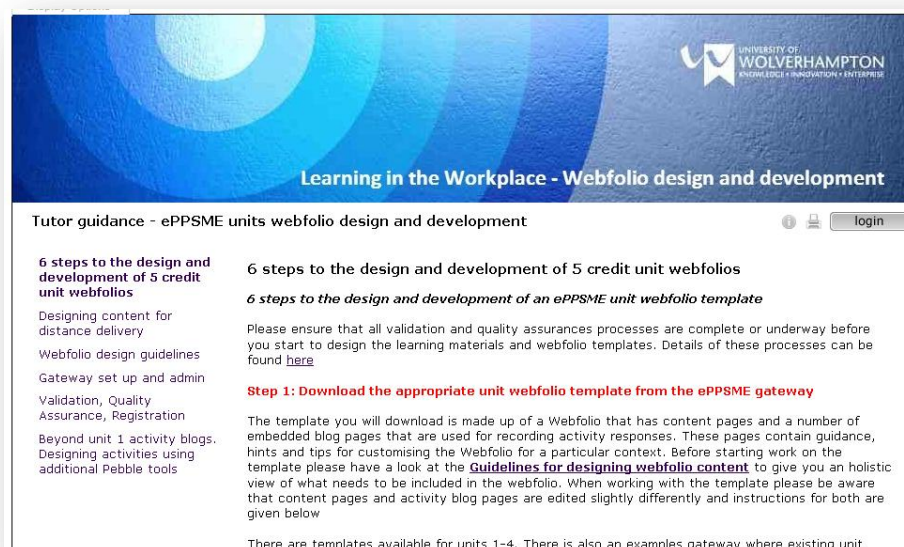 Display Options
UNIVERSITY OF
WOLVERHAMPTON
KNOWLEDGE • INNOVATION • ENTERPRISE
Learning in the Workplace - Webfolio design and development
Tutor guidance - ePPSME units webfolio design and development
login
6 steps to the design and
development of 5 credit
unit webfolios
Designing content for
distance delivery
Webfolio design guidelines
Gateway set up and admin
Validation, Quality
Assurance, Registration
Beyond unit 1 activity blogs.
Designing activities using
additional Pebble tools
6 steps to the design and development of 5 credit unit webfolios
6 steps to the design and development of an ePPSME unit webfolio template
Please ensure that all validation and quality assurances processes are complete or underway before
you start to design the learning materials and webfolio templates. Details of these processes can be
found here
Step 1: Download the appropriate unit webfolio template from the ePPSME gateway
The template you will download is made up of a Webfolio that has content pages and a number of
embedded blog pages that are used for recording activity responses. These pages contain guidance,
hints and tips for customising the Webfolio for a particular context. Before starting work on the
template please have a look at the Guidelines for designing webfolio content to give you an holistic
view of what needs to be included in the webfolio. When working with the template please be aware
that content pages and activity blog pages are edited slightly differently and instructions for both are
given below
There are templates available for units 1-4. There is also an examples gateway where existing unit